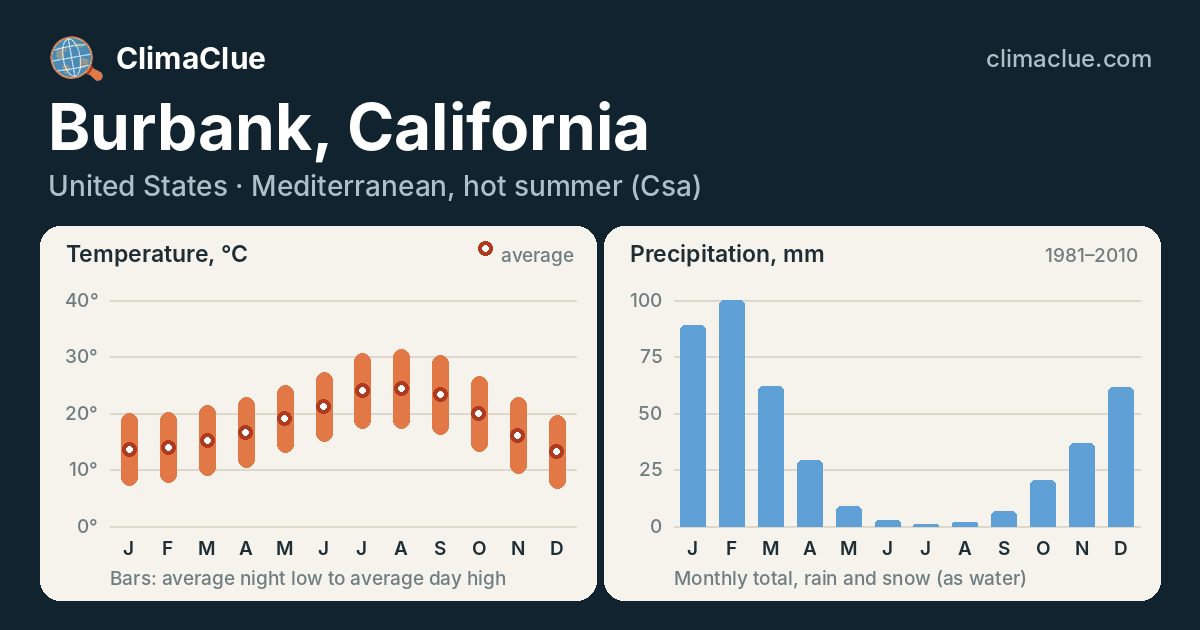 ClimaClue
climaclue.com
Burbank, California
United States · Mediterranean, hot summer (Csa)
Temperature, °C
average
40°
30°
20°
10°
0°
J F M A M J J A S O N D
Bars: average night low to average day high
Precipitation, mm
1981–2010
100
75
50
25
0
J F M A M J J A S O N D
Monthly total, rain and snow (as water)